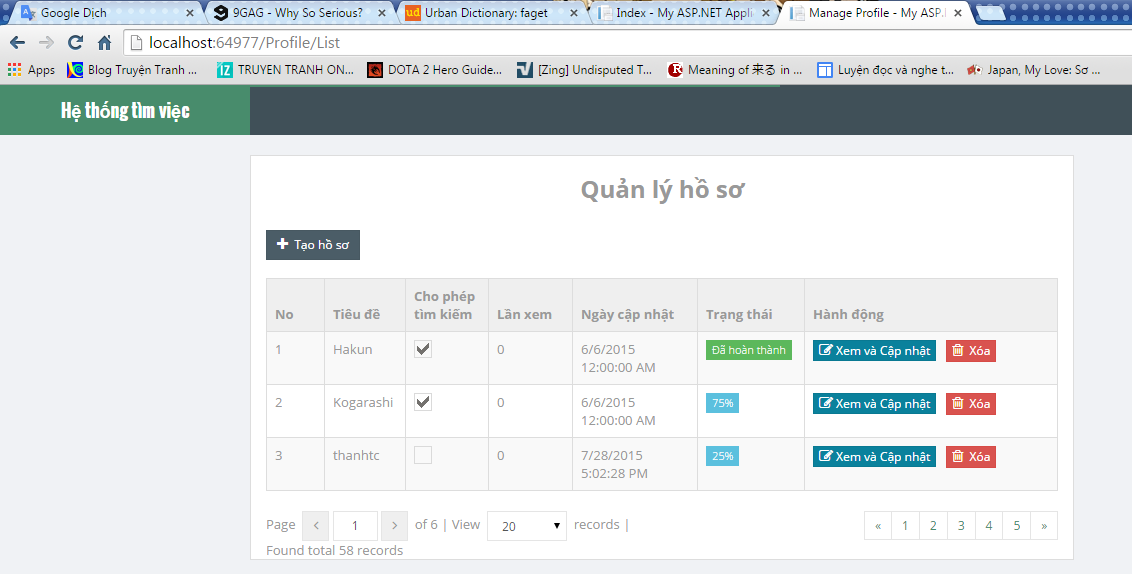 Google Dịch
9GAG - Why So Serious?
Urban Dictionary: faget
Index - My ASP.NET Appli
Manage Profile - My ASP.
localhost:64977/Profile/List
Apps
Blog Truyện Tranh ...
TRUYEN TRANH ON...
DOTA 2 Hero Guide...
[Zing] Undisputed T...
Meaning of 来る in ...
Luyện đọc và nghe t...
Japan, My Love: Sơ ...
Hệ thống tìm việc
Quản lý hồ sơ
Tạo hồ sơ
No Tiêu đề Cho phép tìm kiếm Lần xem Ngày cập nhật Trạng thái Hành động
1 Hakun 0 6/6/2015 12:00:00 AM Đã hoàn thành Xem và Cập nhật Xóa
2 Kogarashi 0 6/6/2015 12:00:00 AM 75% Xem và Cập nhật Xóa
3 thanhtc 0 7/28/2015 5:02:28 PM 25% Xem và Cập nhật Xóa
Page < 1 > of 6 | View 20 records | « 1 2 3 4 5 »
Found total 58 records